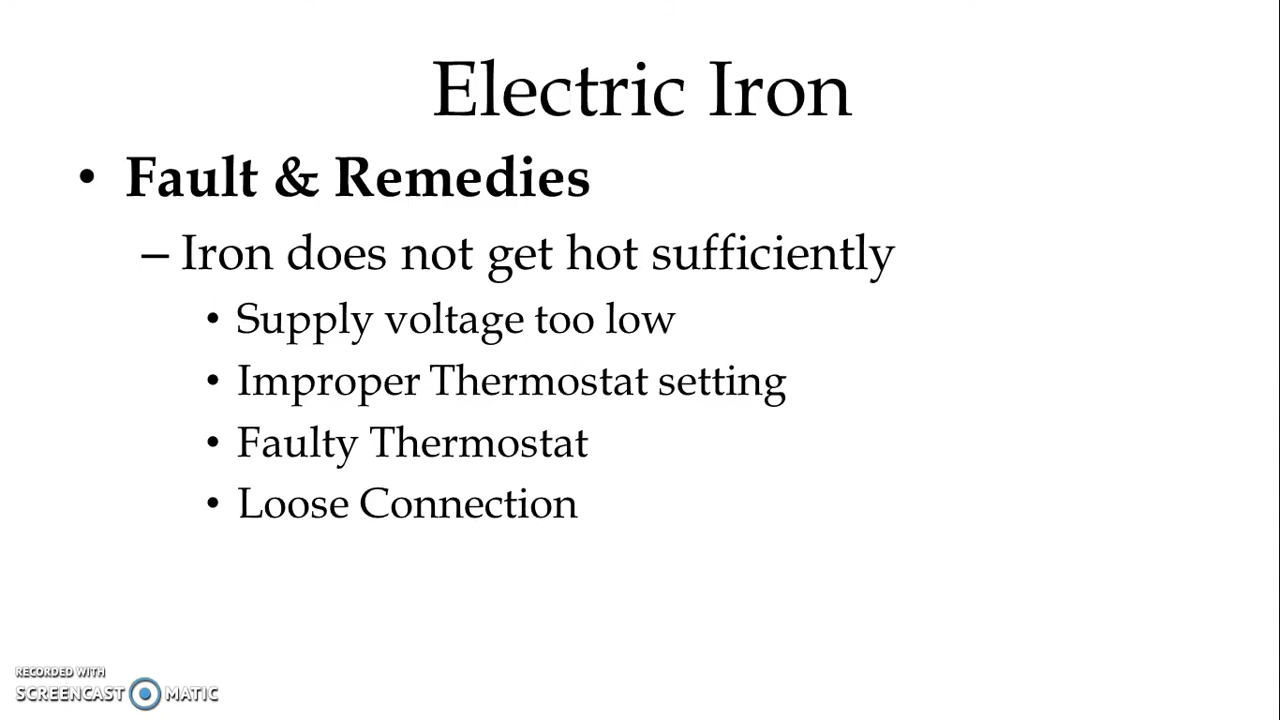 Electric Iron
• Fault & Remedies
– Iron does not get hot sufficiently
• Supply voltage too low
• Improper Thermostat setting
• Faulty Thermostat
• Loose Connection
RECORDED WITH
SCREENCAST MATIC